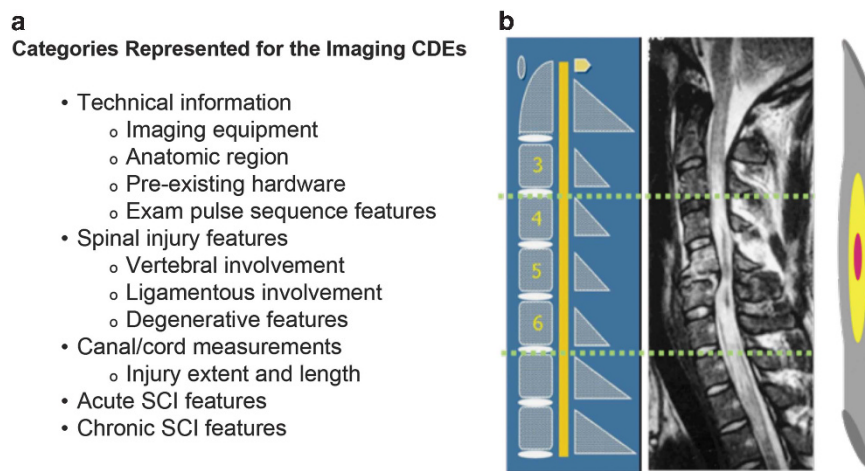 a
Categories Represented for the Imaging CDEs
• Technical information
o Imaging equipment
o Anatomic region
o Pre-existing hardware
o Exam pulse sequence features
• Spinal injury features
o Vertebral involvement
o Ligamentous involvement
o Degenerative features
• Canal/cord measurements
o Injury extent and length
• Acute SCI features
• Chronic SCI features
b
3
4
5
6